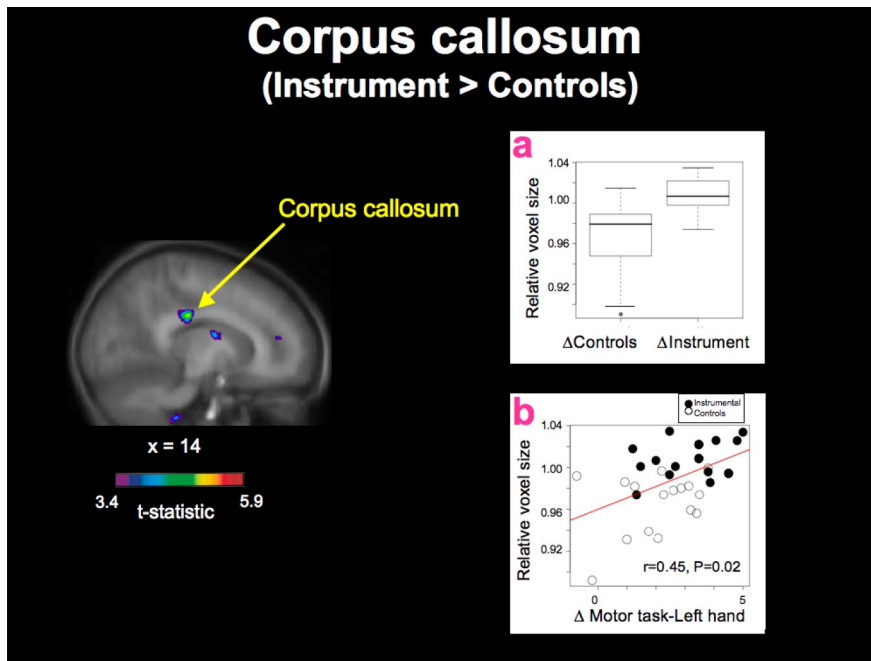 Corpus callosum
(Instrument > Controls)
Corpus callosum
x = 14
3.4 5.9
t-statistic
a
Relative voxel size
1.04
1.00
0.96
0.92
ΔControls ΔInstrument
b
Instrumental
Controls
Relative voxel size
1.04
1.00
0.96
0.92
r=0.45, P=0.02
0 5
Δ Motor task-Left hand